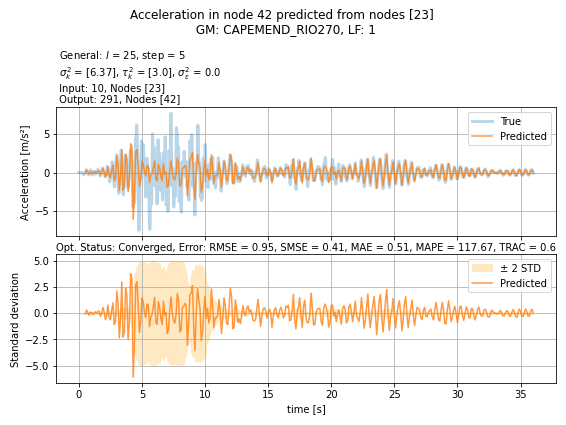 Acceleration in node 42 predicted from nodes [23]
GM: CAPEMEND_RIO270, LF: 1
General: l = 25, step = 5
σ²ₖ = [6.37], τ²ₖ = [3.0], σ²ε = 0.0
Input: 10, Nodes [23]
Output: 291, Nodes [42]
Acceleration [m/s²]
5
0
−5
True
Predicted
Opt. Status: Converged, Error: RMSE = 0.95, SMSE = 0.41, MAE = 0.51, MAPE = 117.67, TRAC = 0.6
Standard deviation
5.0
2.5
0.0
−2.5
−5.0
± 2 STD
Predicted
0 5 10 15 20 25 30 35
time [s]